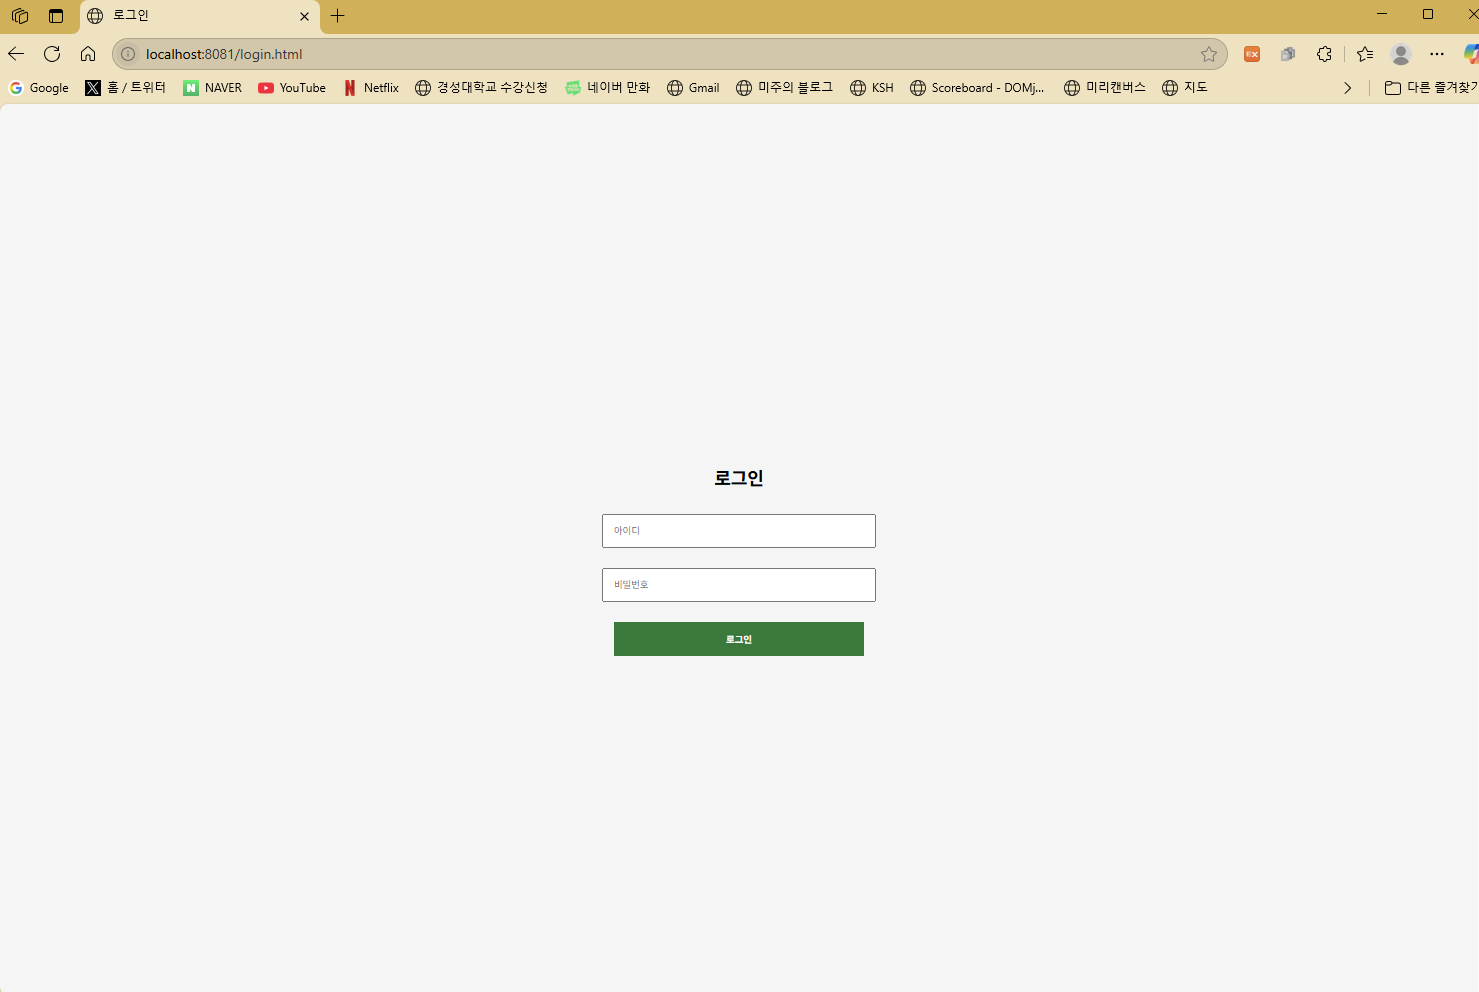 로그인
localhost:8081/login.html
Google 홈 / 트위터 NAVER YouTube Netflix 경성대학교 수강신청 네이버 만화 Gmail 미주의 블로그 KSH Scoreboard - DOMj... 미리캔버스 지도 다른 즐겨찾기
로그인
아이디
비밀번호
로그인